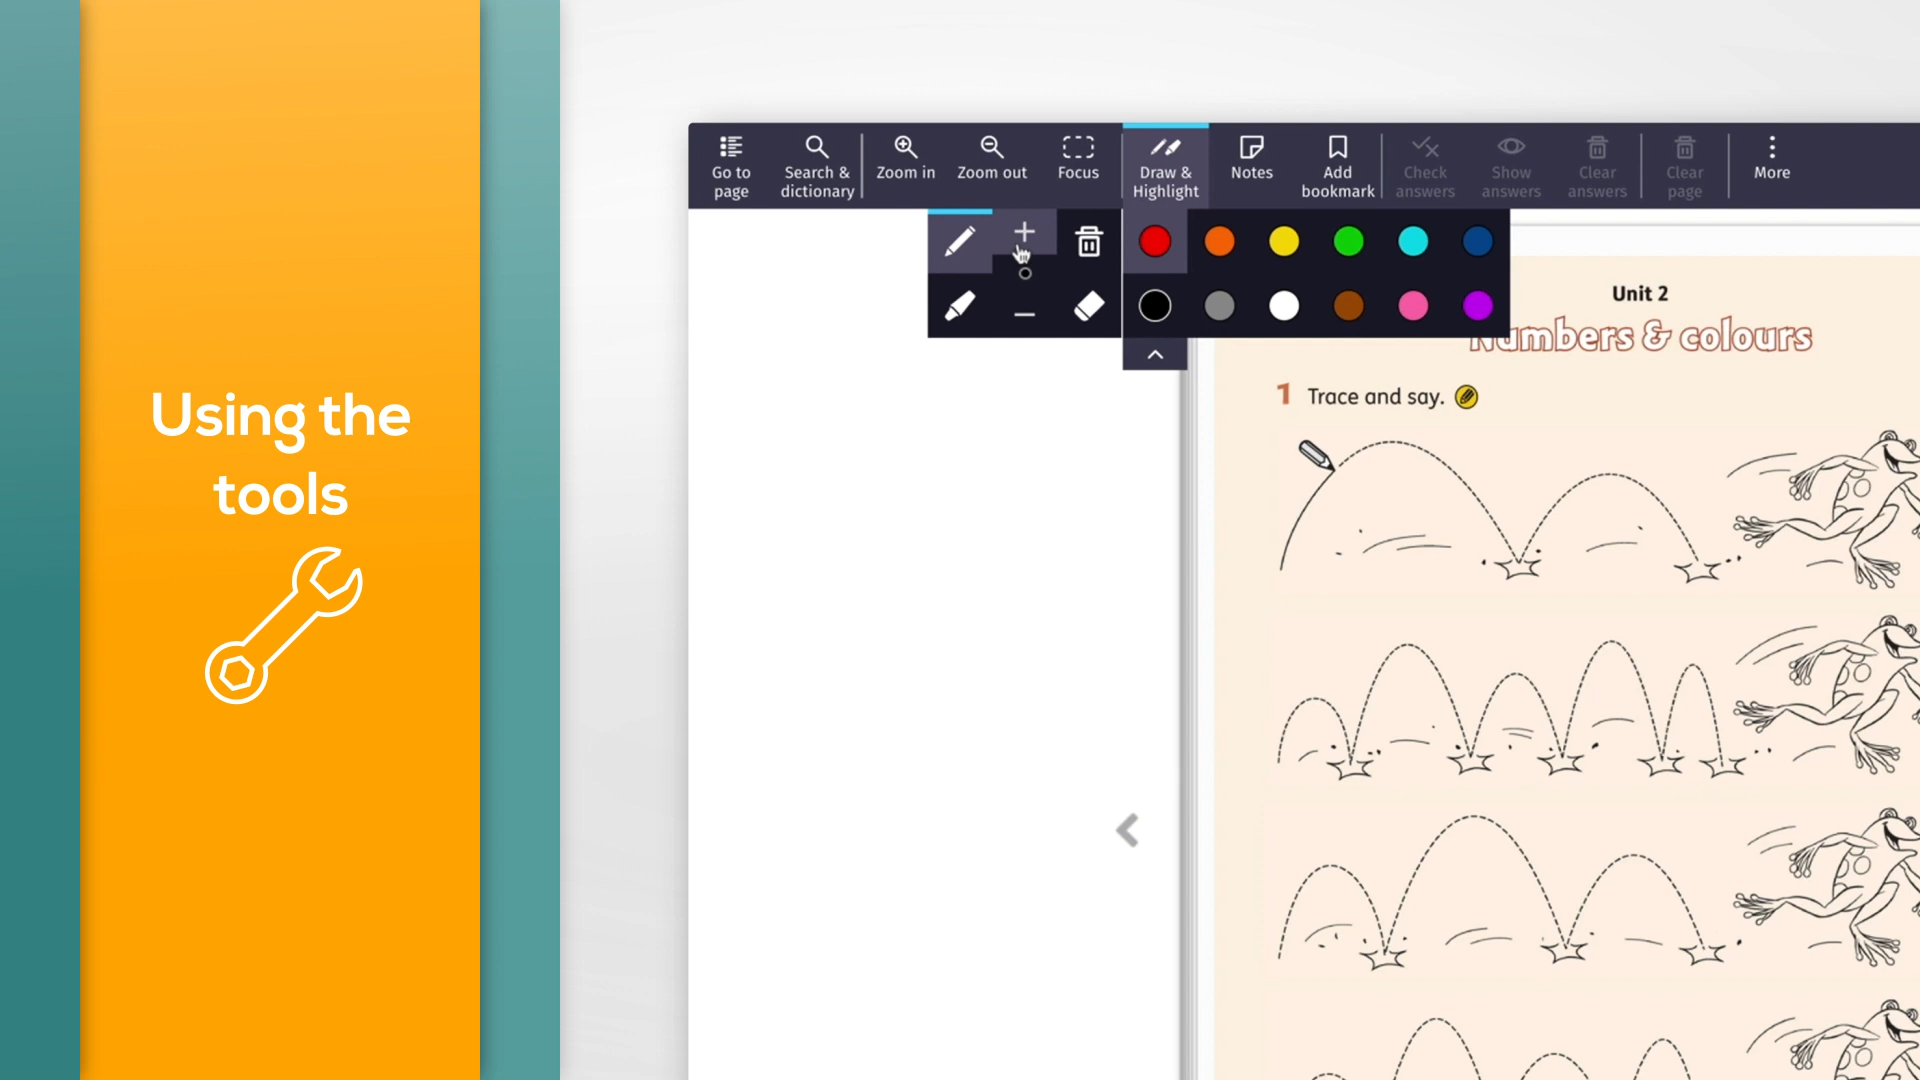 Using the
tools
Go to
page
Search &
dictionary
Zoom in
Zoom out
Focus
Draw &
Highlight
Notes
Add
bookmark
Check
answers
Show
answers
Clear
answers
Clear
page
More
Unit 2
Numbers & colours
1 Trace and say.